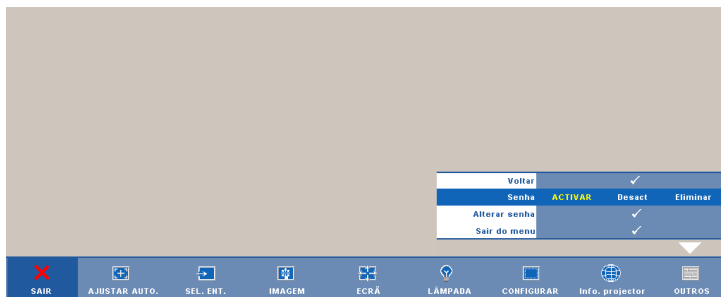 Voltar
Senha ACTIVAR Desact Eliminar
Alterar senha
Sair do menu
SAIR AJUSTAR AUTO. SEL. ENT. IMAGEM ECRÃ LÂMPADA CONFIGURAR Info. projector OUTROS